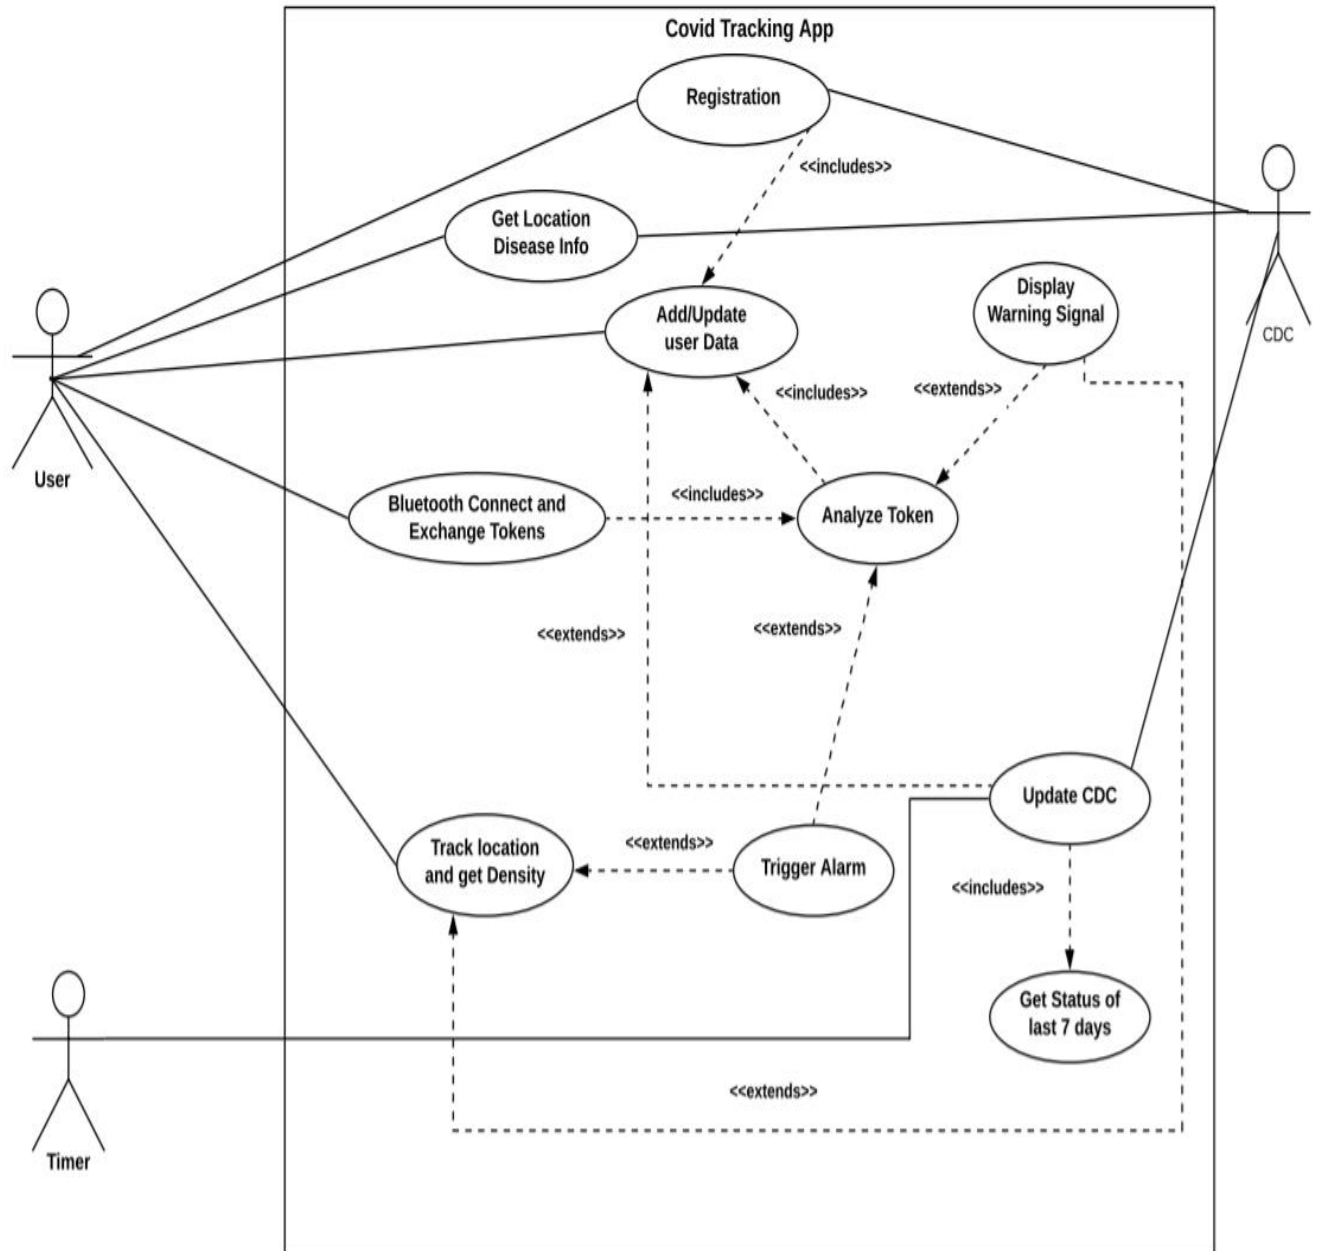 Covid Tracking App
Registration
<<includes>>
Get Location
Disease Info
Display
Warning Signal
Add/Update
user Data
CDC
<<extends>>
<<includes>>
User
<<includes>>
Bluetooth Connect and
Exchange Tokens
Analyze Token
<<extends>>
<<extends>>
Update CDC
<<extends>>
Track location
and get Density
Trigger Alarm
<<includes>>
Get Status of
last 7 days
<<extends>>
Timer